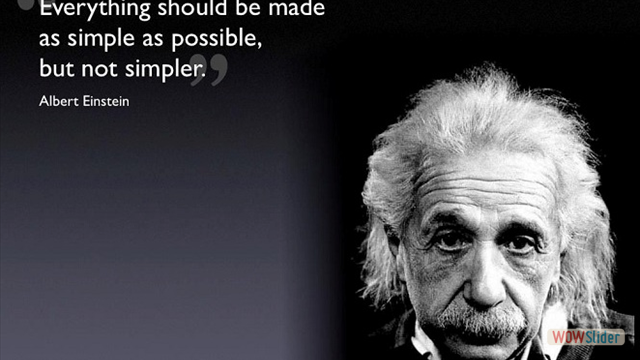 Everything should be made
as simple as possible,
but not simpler.
Albert Einstein
WOWSlider